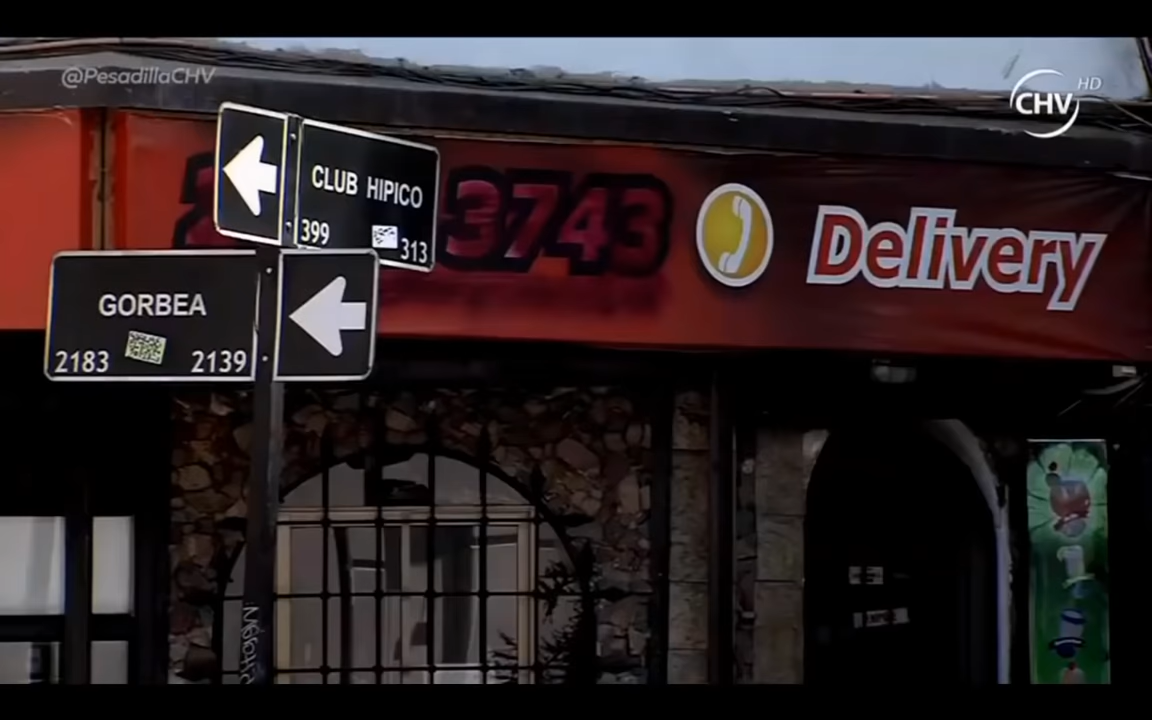 @PesadillaCHV
CHV HD
CLUB HIPICO
399 313
3743
Delivery
GORBEA
2183 2139